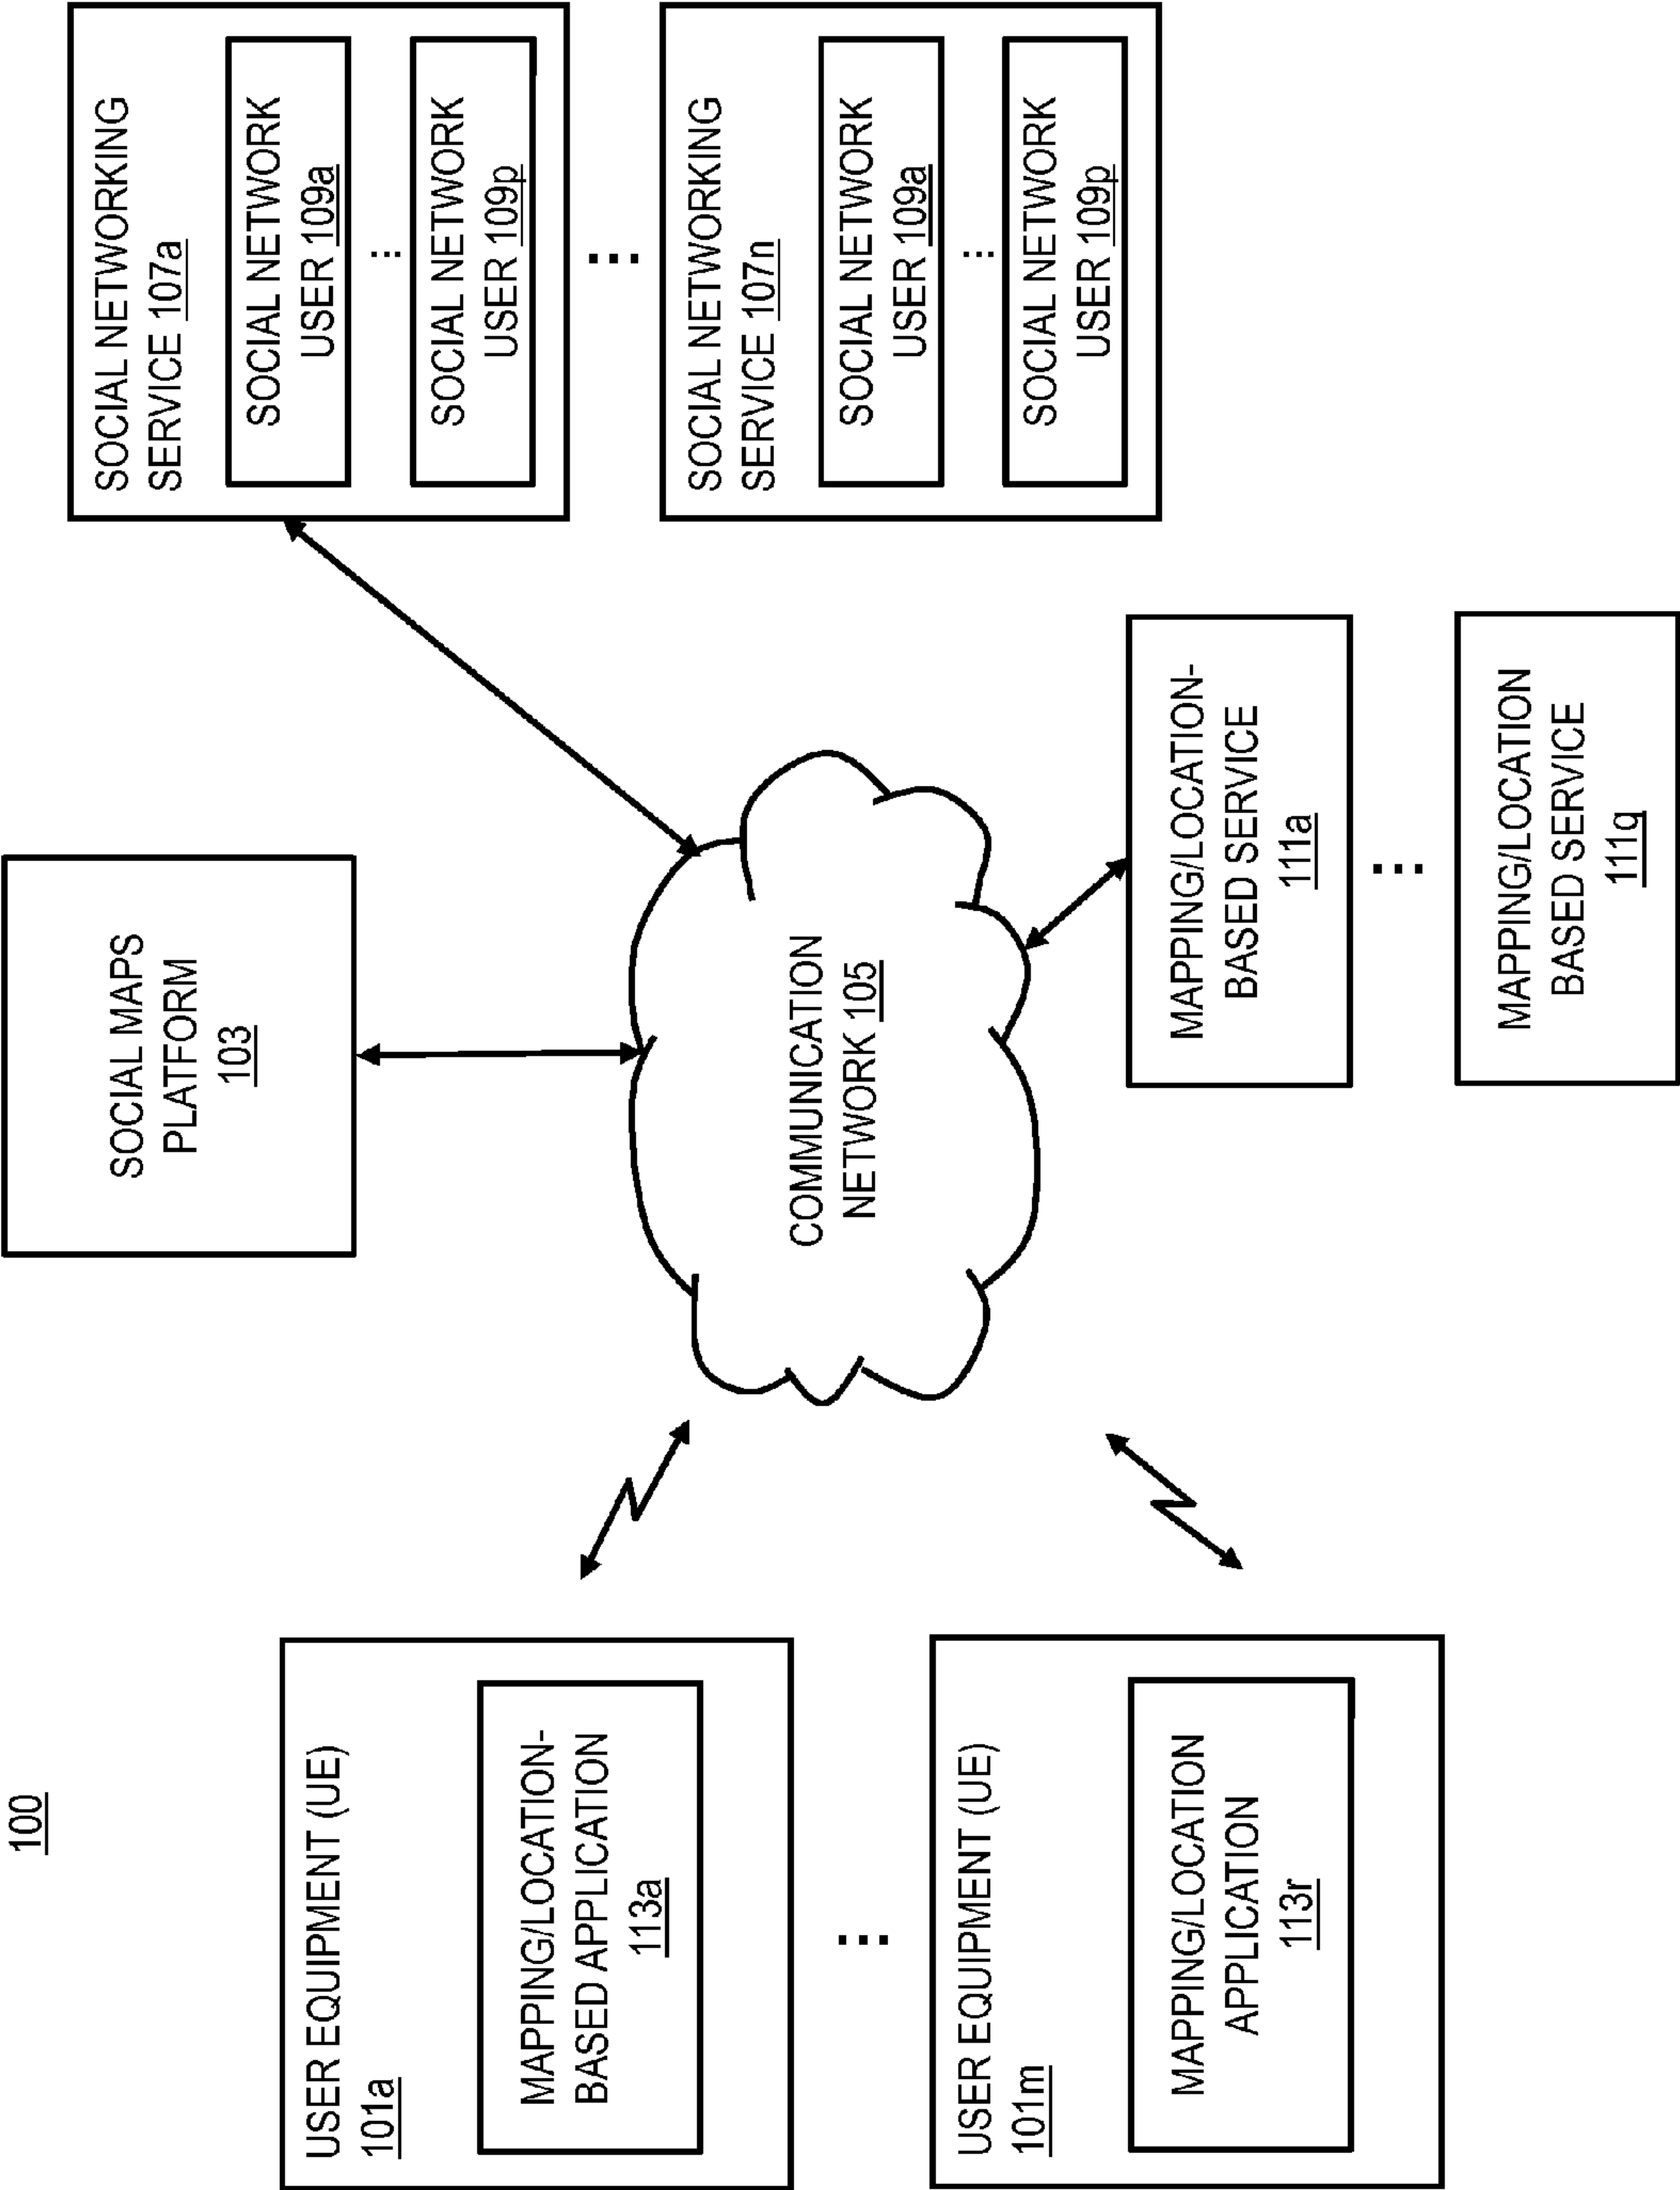 100
USER EQUIPMENT (UE)
101a
MAPPING/LOCATION-
BASED APPLICATION
113a
...
USER EQUIPMENT (UE)
101m
MAPPING/LOCATION
APPLICATION
113r
SOCIAL MAPS
PLATFORM
103
COMMUNICATION
NETWORK 105
MAPPING/LOCATION-
BASED SERVICE
111a
...
MAPPING/LOCATION
BASED SERVICE
111q
SOCIAL NETWORKING
SERVICE 107a
SOCIAL NETWORK
USER 109a
...
SOCIAL NETWORK
USER 109p
...
SOCIAL NETWORKING
SERVICE 107n
SOCIAL NETWORK
USER 109a
...
SOCIAL NETWORK
USER 109p